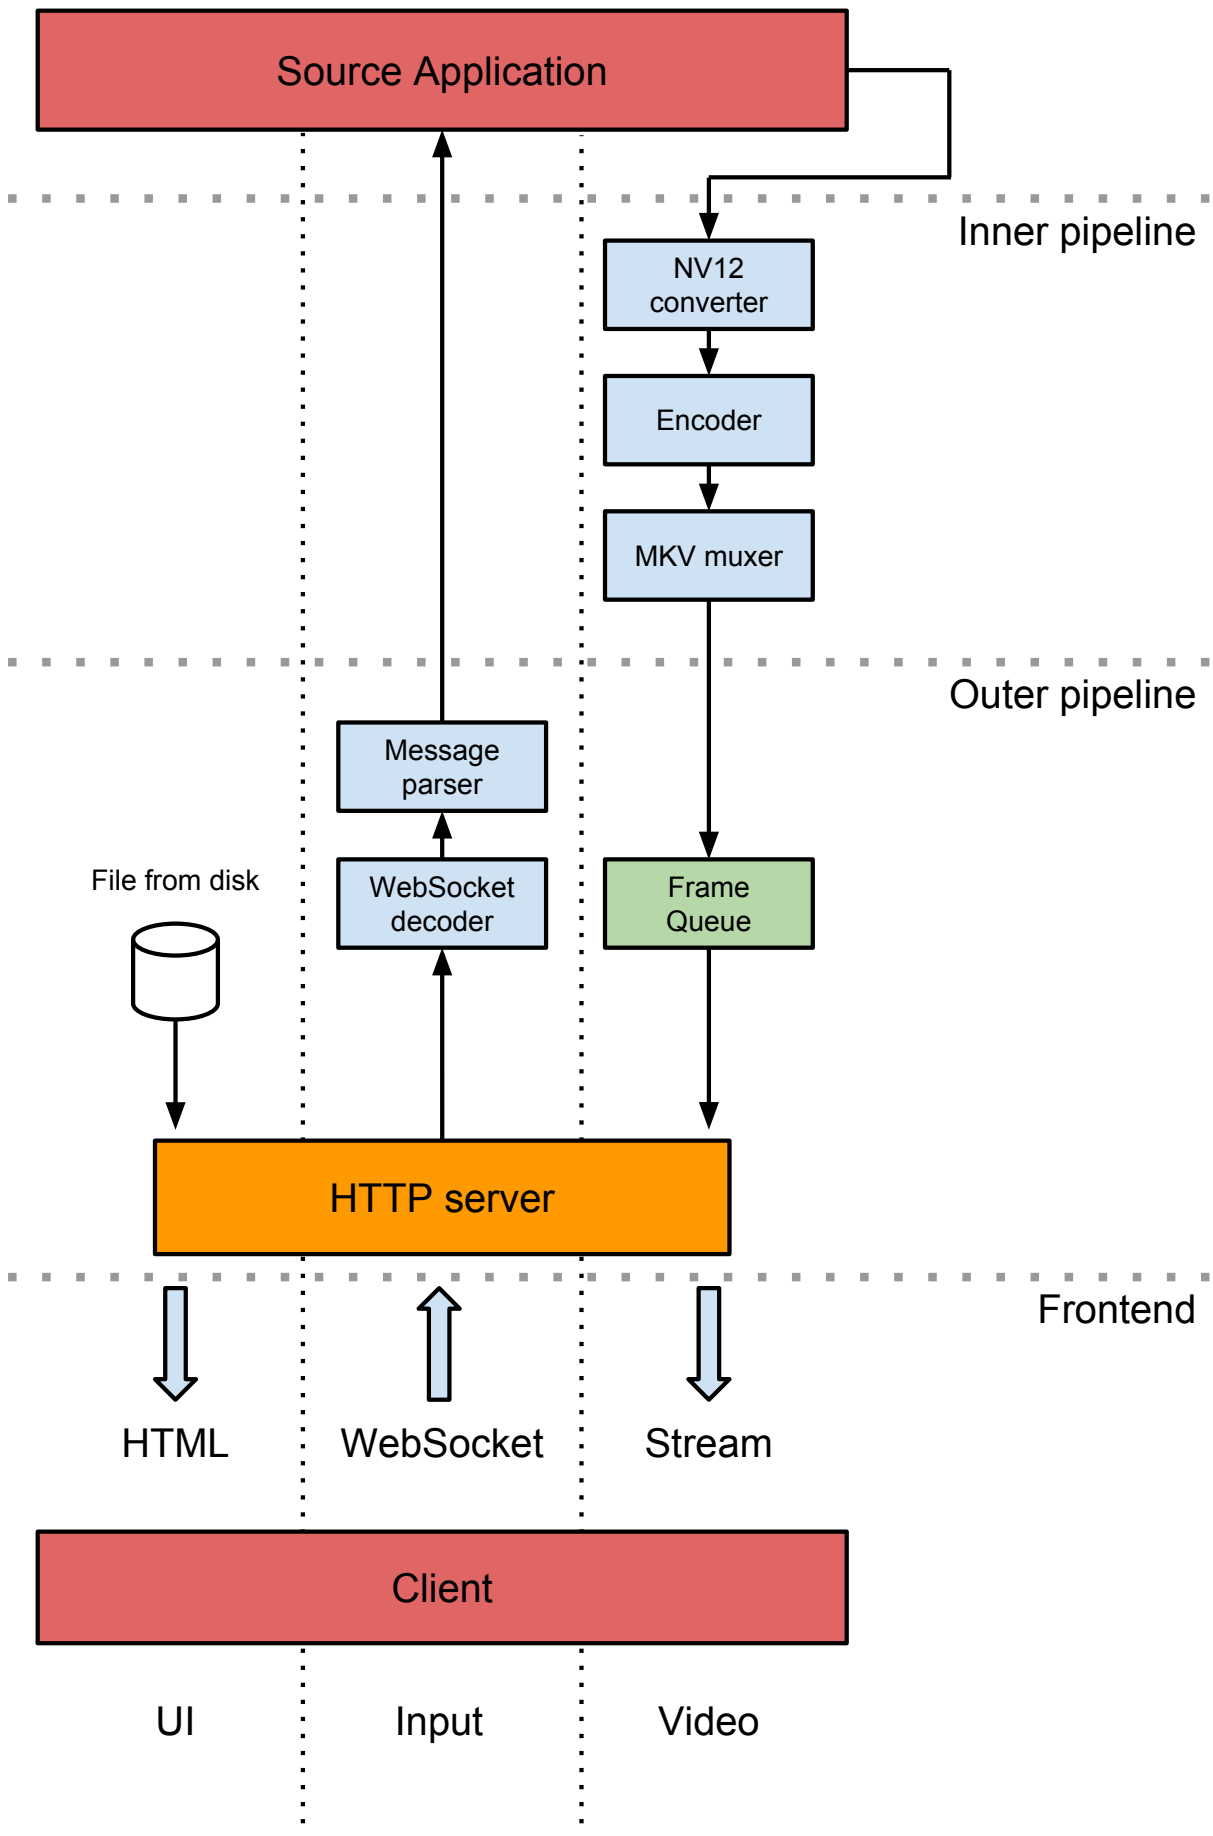 Source Application
Inner pipeline
NV12
converter
Encoder
MKV muxer
Outer pipeline
Message
parser
File from disk
WebSocket
decoder
Frame
Queue
HTTP server
Frontend
HTML
WebSocket
Stream
Client
UI
Input
Video